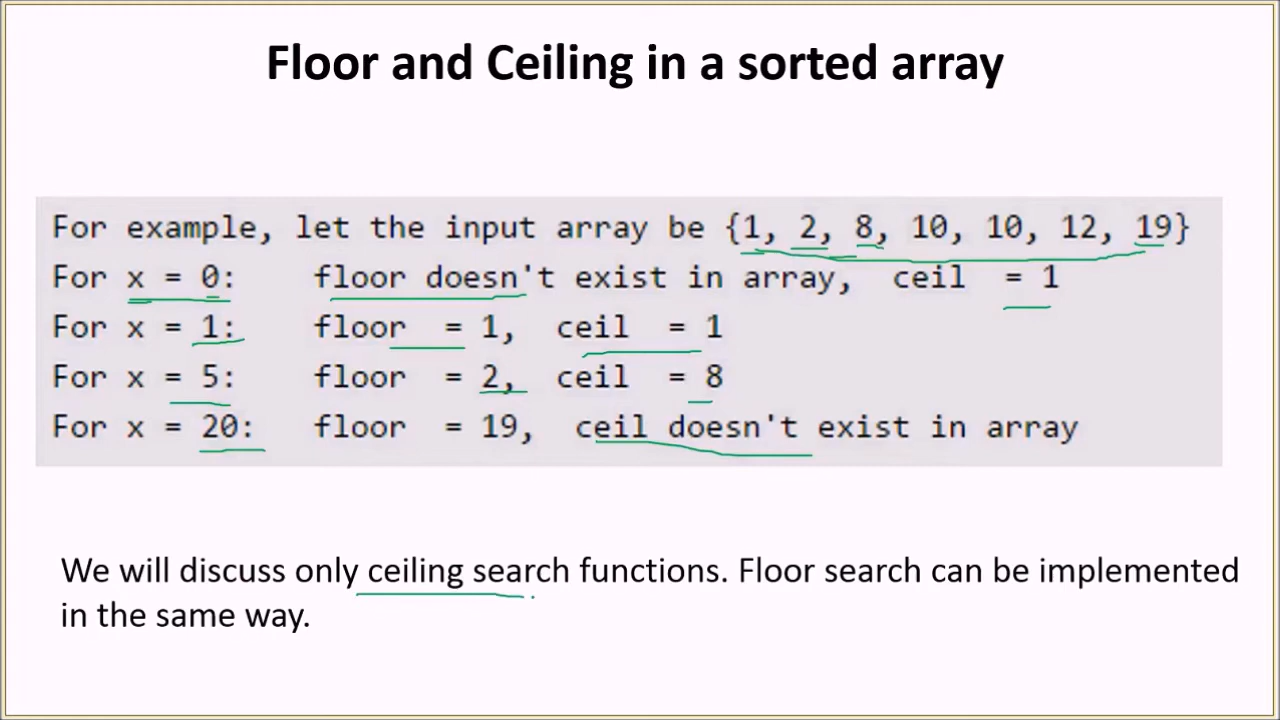 Floor and Ceiling in a sorted array
For example, let the input array be {1, 2, 8, 10, 10, 12, 19}
For x = 0: floor doesn't exist in array, ceil = 1
For x = 1: floor = 1, ceil = 1
For x = 5: floor = 2, ceil = 8
For x = 20: floor = 19, ceil doesn't exist in array
We will discuss only ceiling search functions. Floor search can be implemented
in the same way.